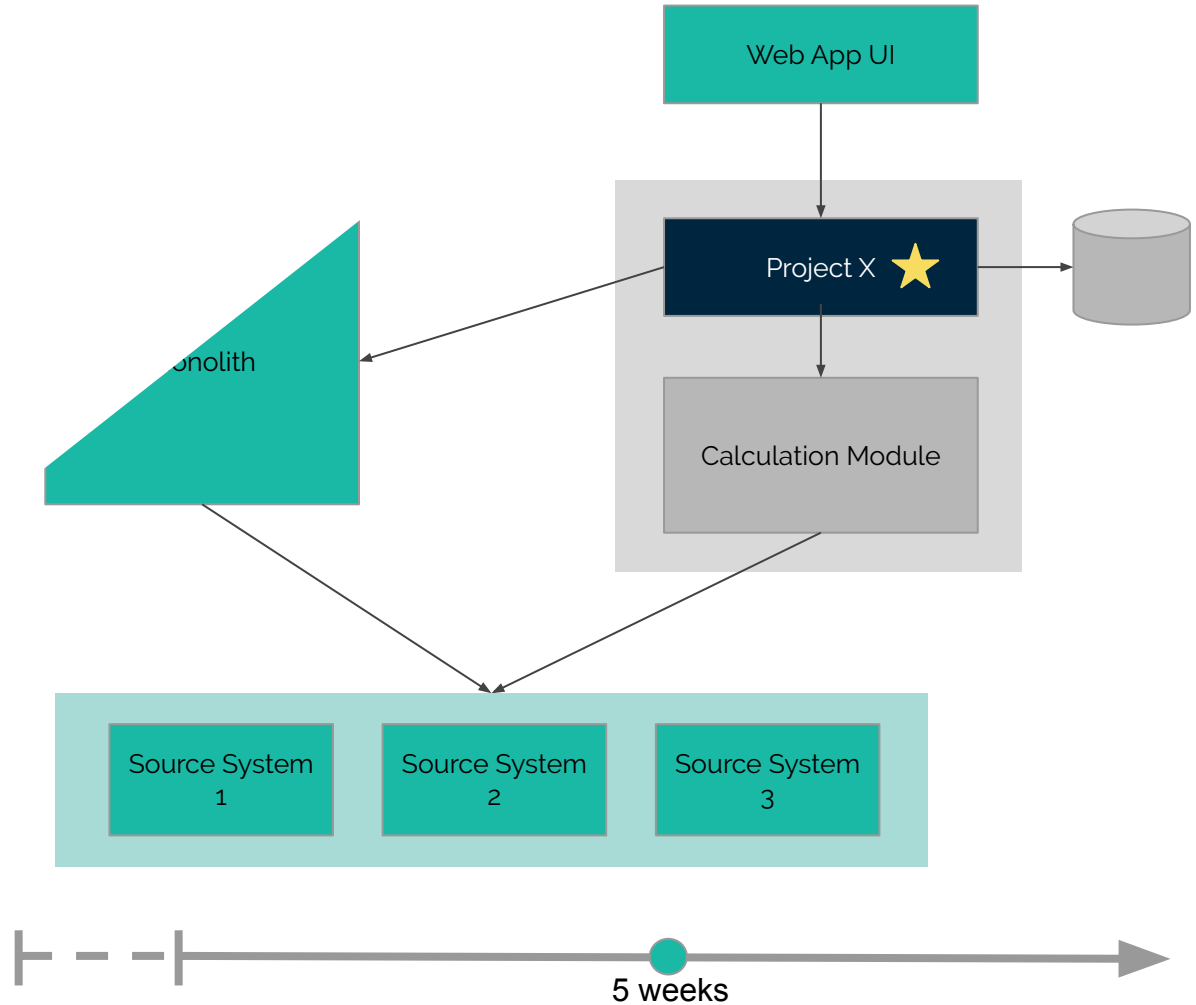 Web App UI
Project X
onolith
Calculation Module
Source System
1
Source System
2
Source System
3
5 weeks